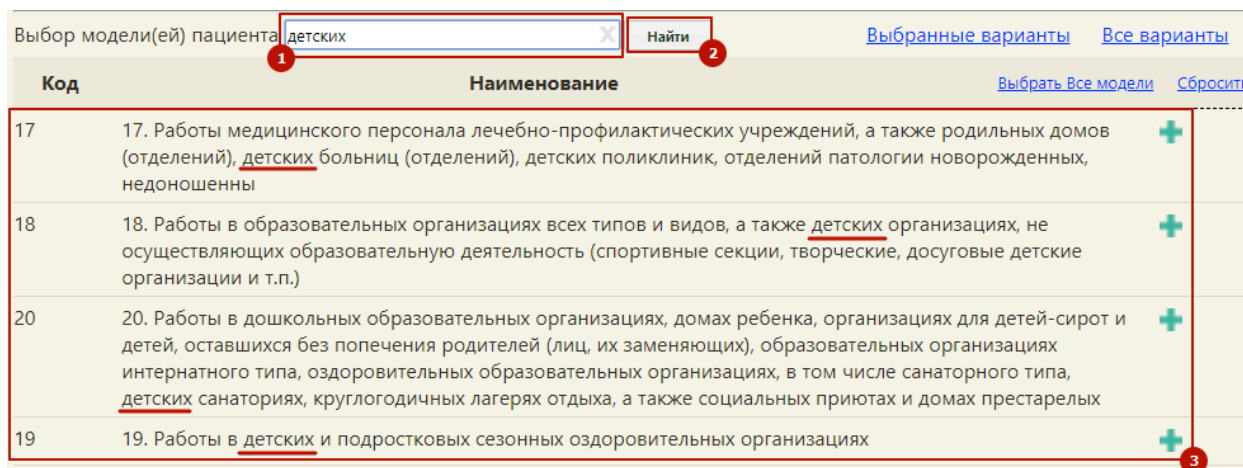 Выбор модели(ей) пациента детских X Найти Выбранные варианты Все варианты
1
2
Код Наименование Выбрать Все модели Сбросить
17 17. Работы медицинского персонала лечебно-профилактических учреждений, а также родильных домов
(отделений), детских больниц (отделений), детских поликлиник, отделений патологии новорожденных,
недоношенны
18 18. Работы в образовательных организациях всех типов и видов, а также детских организациях, не
осуществляющих образовательную деятельность (спортивные секции, творческие, досуговые детские
организации и т.п.)
20 20. Работы в дошкольных образовательных организациях, домах ребенка, организациях для детей-сирот и
детей, оставшихся без попечения родителей (лиц, их заменяющих), образовательных организациях
интернатного типа, оздоровительных образовательных организациях, в том числе санаторного типа,
детских санаториях, круглогодичных лагерях отдыха, а также социальных приютах и домах престарелых
19 19. Работы в детских и подростковых сезонных оздоровительных организациях
3